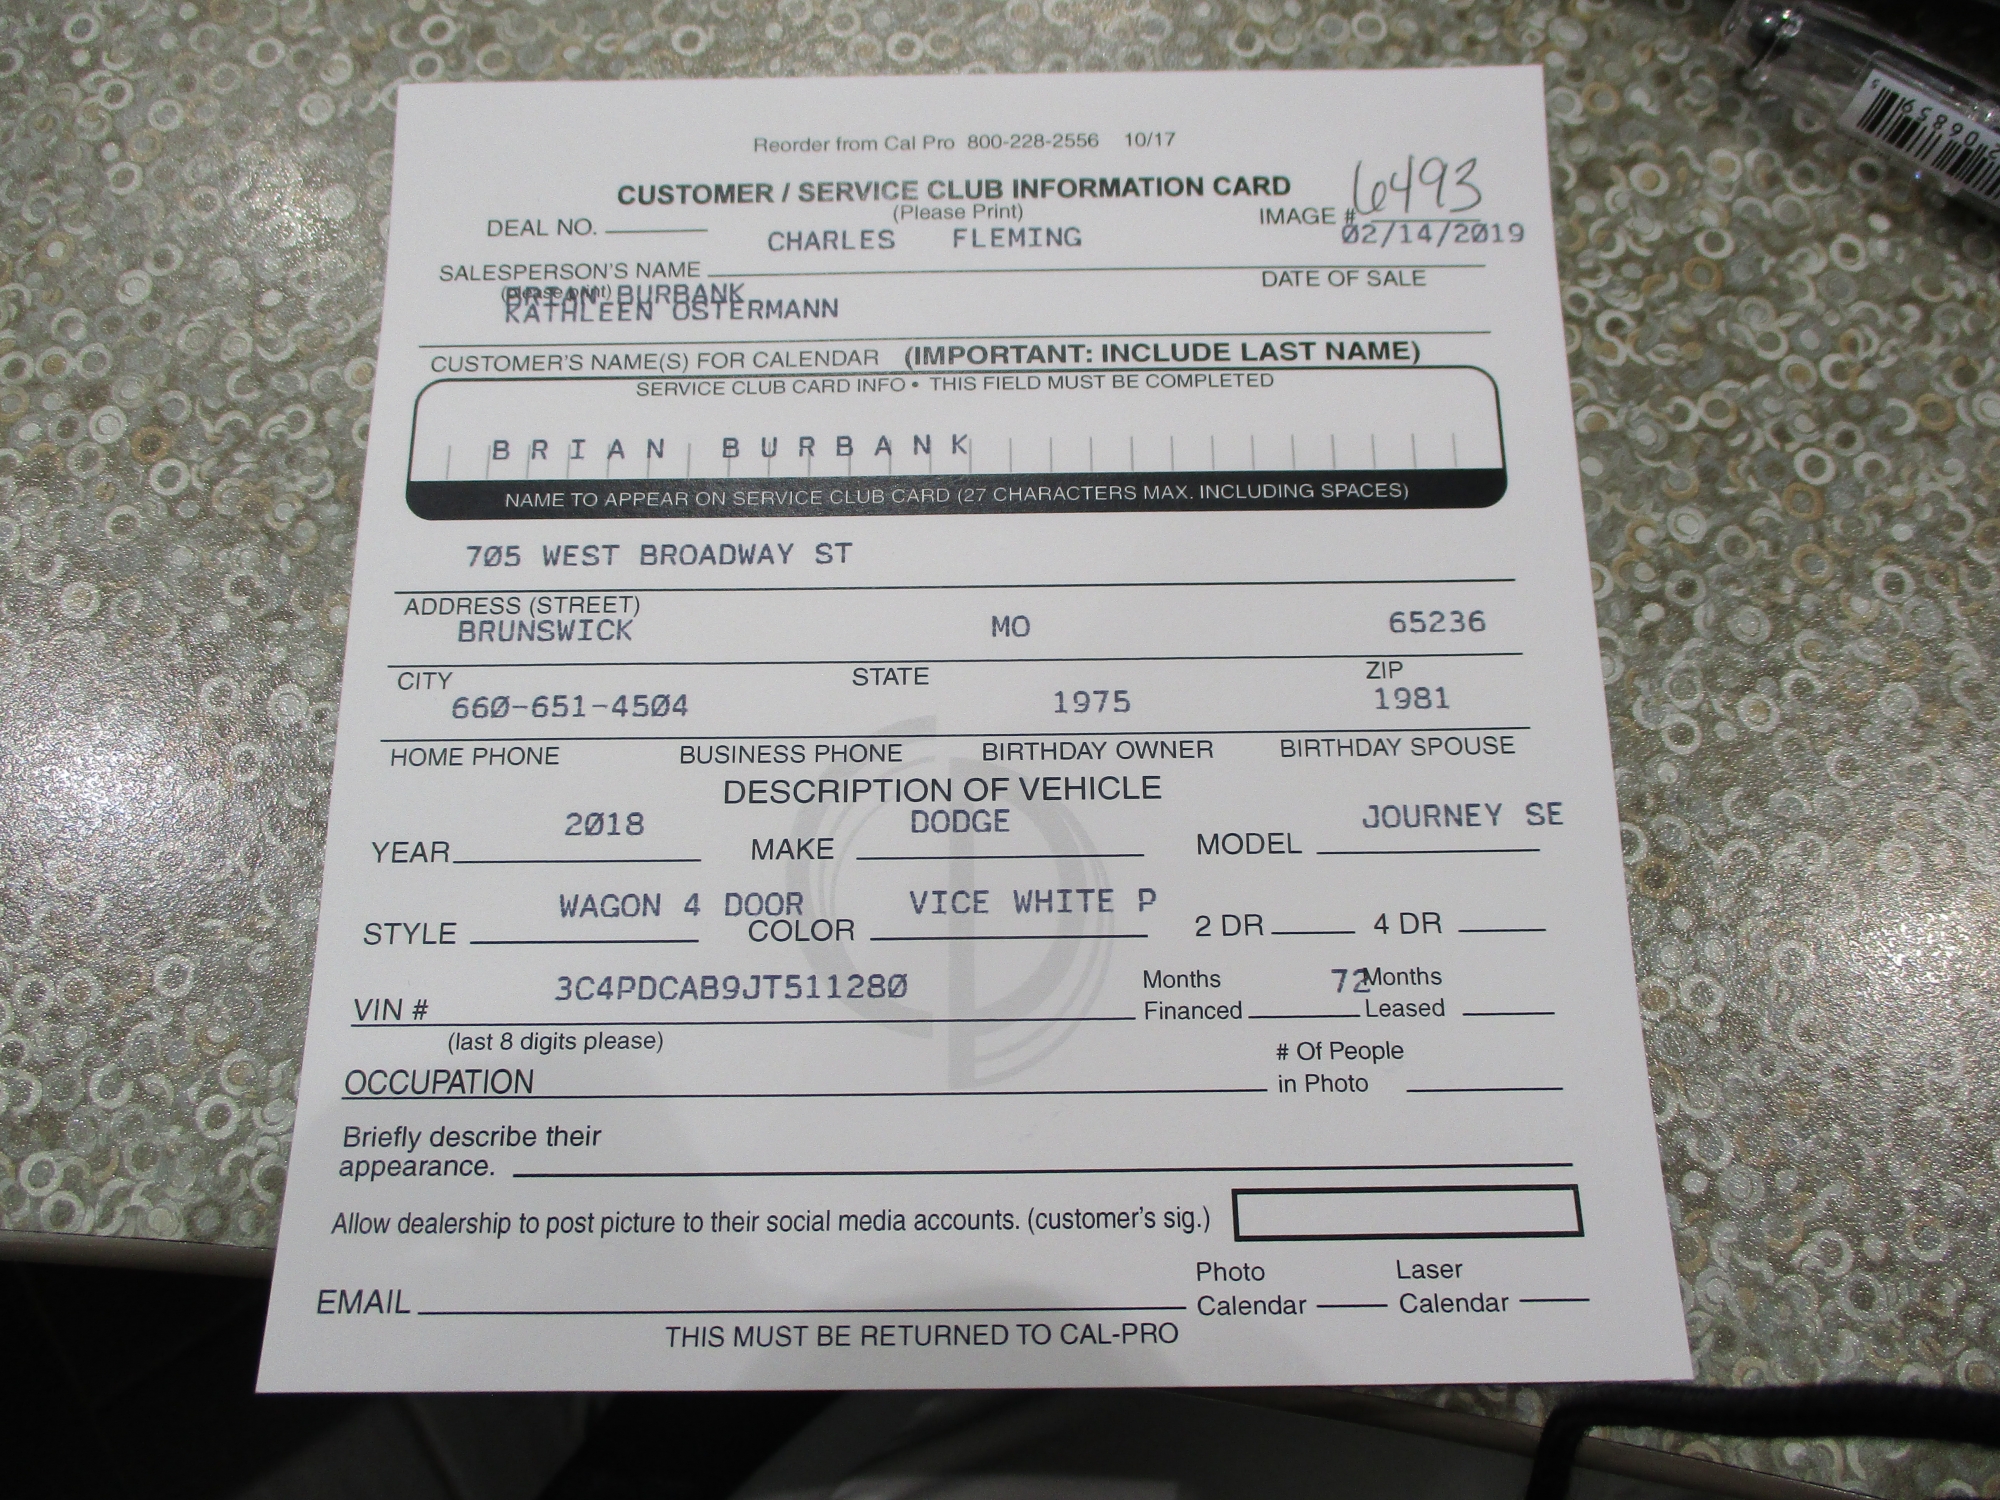 Reorder from Cal Pro 800-228-2556 10/17
CUSTOMER / SERVICE CLUB INFORMATION CARD
(Please Print)
DEAL NO.
IMAGE # 6493
CHARLES FLEMING 02/14/2019
SALESPERSON'S NAME DATE OF SALE
(please print)
BRIAN BURBANK
KATHLEEN OSTERMANN
CUSTOMER'S NAME(S) FOR CALENDAR (IMPORTANT: INCLUDE LAST NAME)
SERVICE CLUB CARD INFO • THIS FIELD MUST BE COMPLETED
BRIAN BURBANK
NAME TO APPEAR ON SERVICE CLUB CARD (27 CHARACTERS MAX. INCLUDING SPACES)
705 WEST BROADWAY ST
ADDRESS (STREET)
BRUNSWICK MO 65236
CITY STATE ZIP
660-651-4504 1975 1981
HOME PHONE BUSINESS PHONE BIRTHDAY OWNER BIRTHDAY SPOUSE
DESCRIPTION OF VEHICLE
2018 DODGE JOURNEY SE
YEAR MAKE MODEL
WAGON 4 DOOR VICE WHITE P
STYLE COLOR 2 DR 4 DR
3C4PDCAB9JT511280 Months 72 Months
VIN # Financed Leased
(last 8 digits please)
# Of People
OCCUPATION in Photo
Briefly describe their
appearance.
Allow dealership to post picture to their social media accounts. (customer's sig.)
Photo Laser
EMAIL Calendar Calendar
THIS MUST BE RETURNED TO CAL-PRO